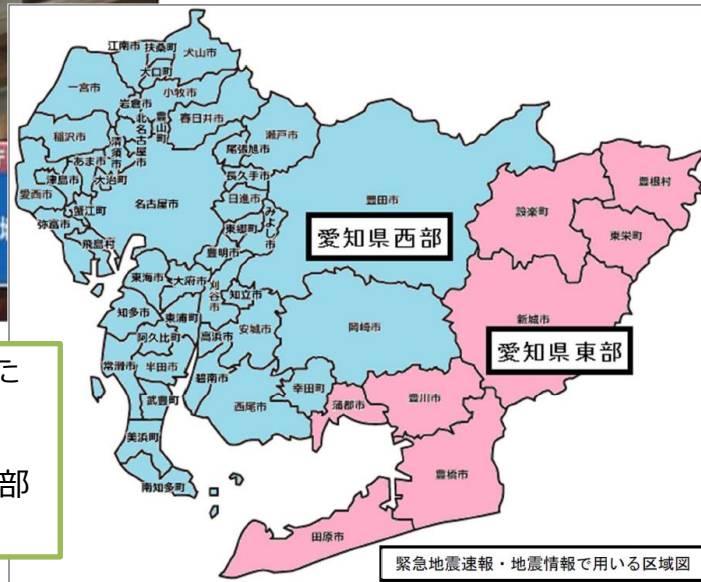 江南市
扶桑町
犬山市
大口町
一宮市
小牧市
岩倉市
北名古屋市
豊山町
春日井市
瀬戸市
稲沢市
清須市
尾張旭市
あま市
津島市
大治町
長久手市
愛西市
名古屋市
日進市
みよし市
豊田市
蟹江町
弥富市
東郷町
飛島村
豊明市
愛知県西部
豊根村
設楽町
東栄町
東海市
大府市
刈谷市
知立市
知多市
東浦町
安城市
岡崎市
新城市
阿久比町
高浜市
愛知県東部
常滑市
半田市
碧南市
武豊町
西尾市
幸田町
蒲郡市
豊川市
美浜町
南知多町
豊橋市
田原市
た
部
緊急地震速報・地震情報で用いる区域図